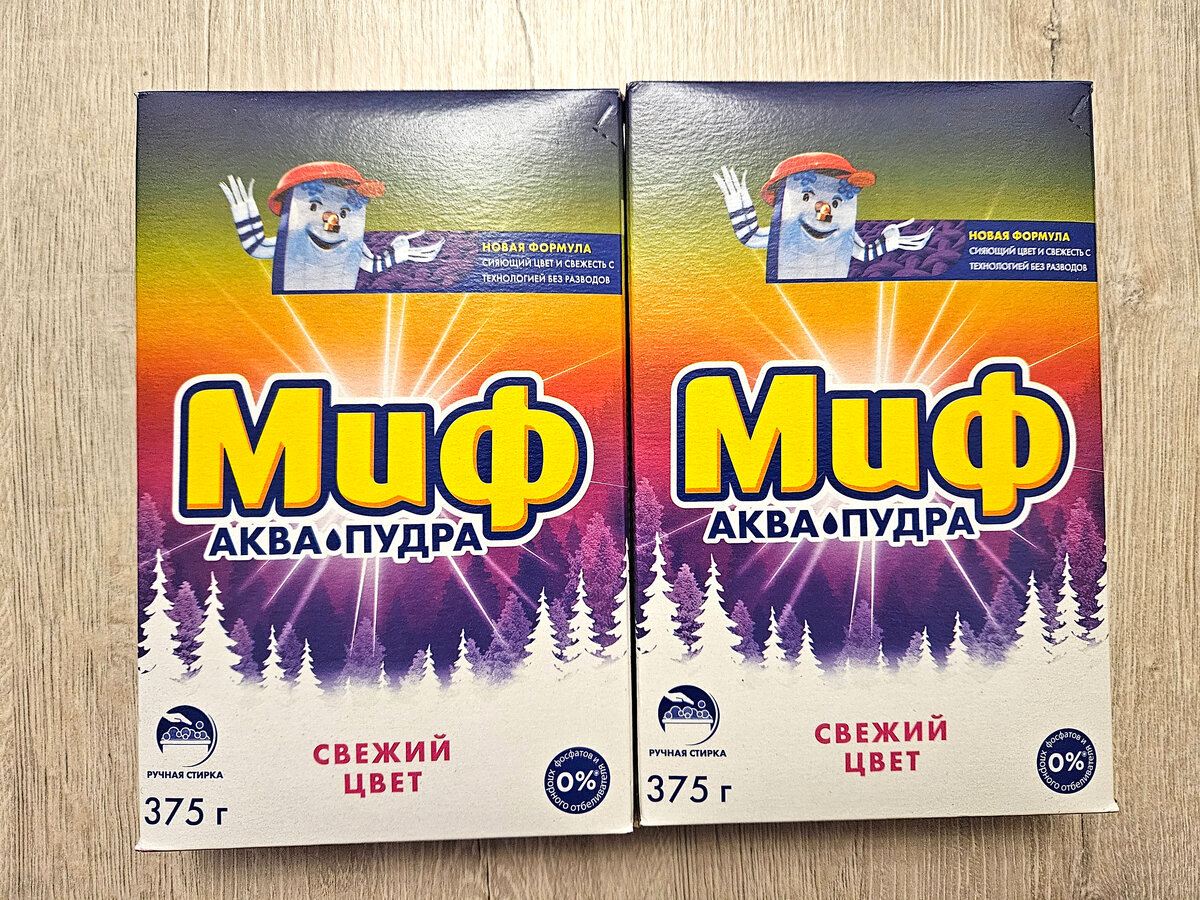 НОВАЯ ФОРМУЛА
СИЯЮЩИЙ ЦВЕТ И СВЕЖЕСТЬ С
ТЕХНОЛОГИЕЙ БЕЗ РАЗВОДОВ
Миф
АКВА ПУДРА
РУЧНАЯ СТИРКА
375 г
СВЕЖИЙ
ЦВЕТ
фосфатов и
0%*
хлорного отбеливателя
НОВАЯ ФОРМУЛА
СИЯЮЩИЙ ЦВЕТ И СВЕЖЕСТЬ С
ТЕХНОЛОГИЕЙ БЕЗ РАЗВОДОВ
Миф
АКВА ПУДРА
РУЧНАЯ СТИРКА
375 г
СВЕЖИЙ
ЦВЕТ
фосфатов и
0%*
хлорного отбеливателя